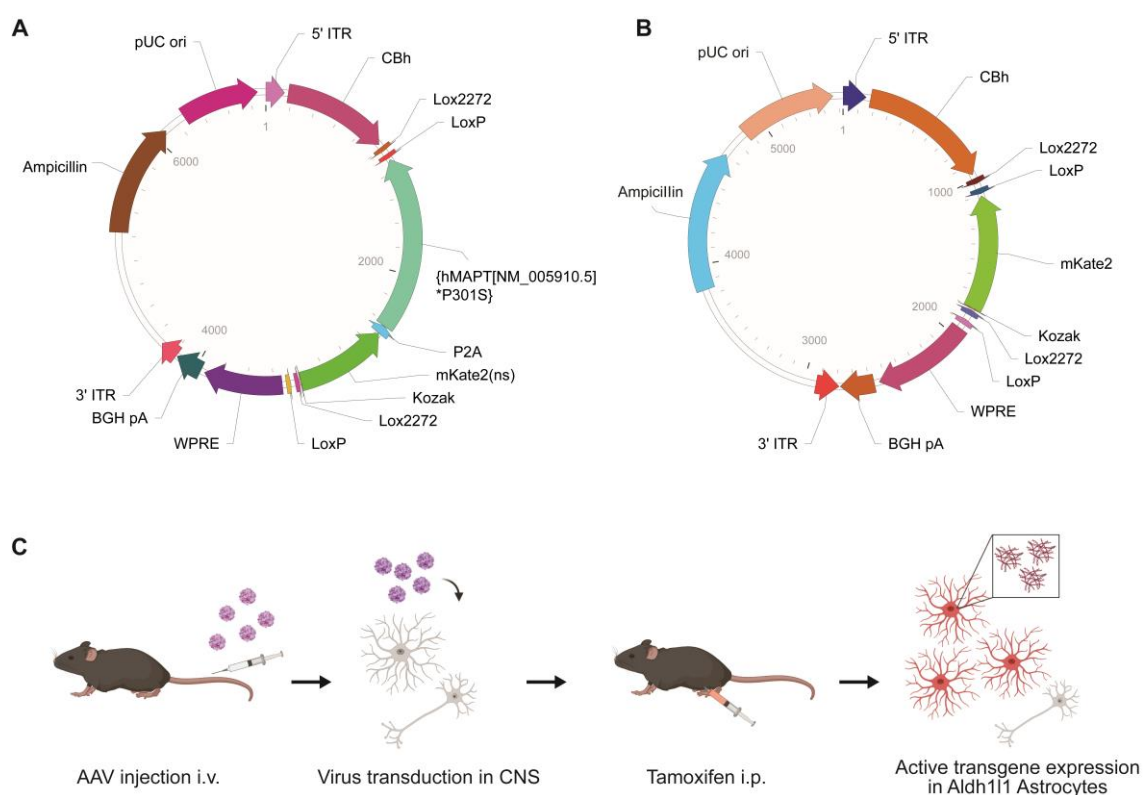 A
pUC ori
5' ITR
CBh
Lox2272
LoxP
1
6000
Ampicillin
2000
{hMAPT[NM_005910.5]
*P301S}
4000
P2A
3' ITR
mKate2(ns)
BGH pA
Kozak
Lox2272
WPRE
LoxP
B
5' ITR
pUC ori
CBh
1
5000
Lox2272
LoxP
1000
Ampicillin
mKate2
4000
2000
Kozak
3000
Lox2272
LoxP
WPRE
3' ITR
BGH pA
C
AAV injection i.v.
Virus transduction in CNS
Tamoxifen i.p.
Active transgene expression
in Aldh1l1 Astrocytes